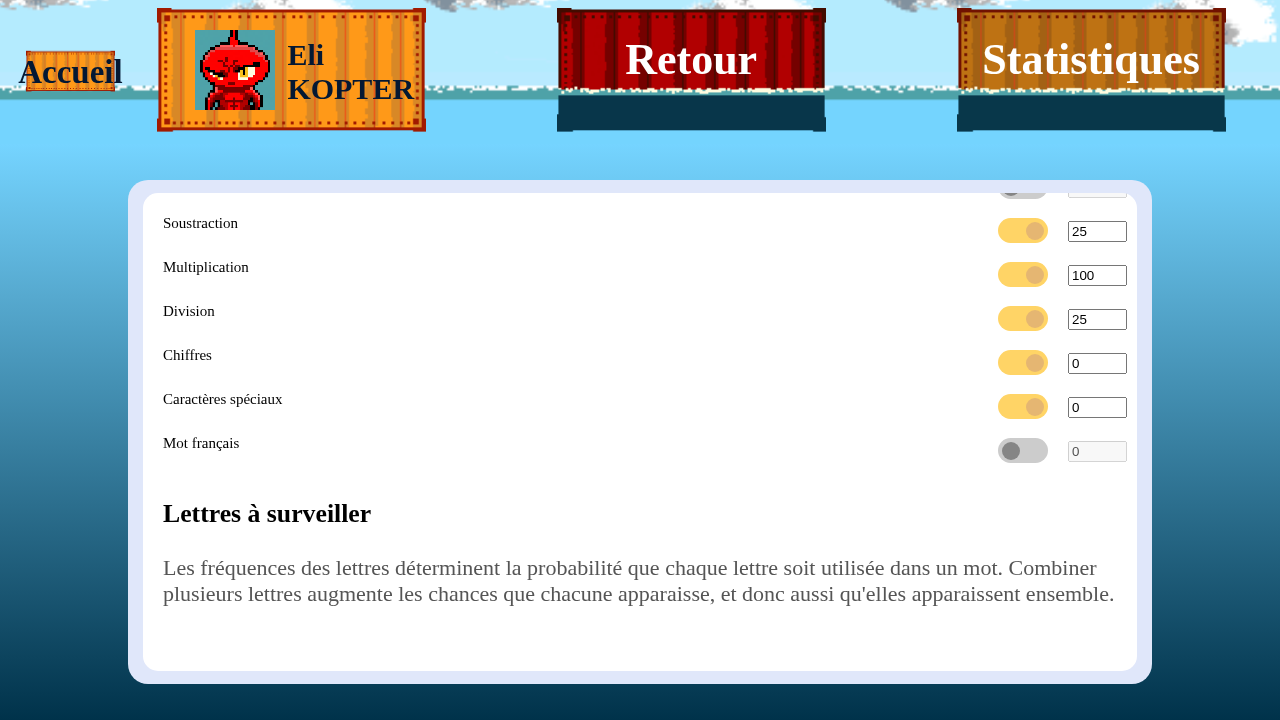 Accueil
Eli
KOPTER
Retour
Statistiques
Soustraction 25
Multiplication 100
Division 25
Chiffres 0
Caractères spéciaux 0
Mot français 0
Lettres à surveiller
Les fréquences des lettres déterminent la probabilité que chaque lettre soit utilisée dans un mot. Combiner
plusieurs lettres augmente les chances que chacune apparaisse, et donc aussi qu'elles apparaissent ensemble.